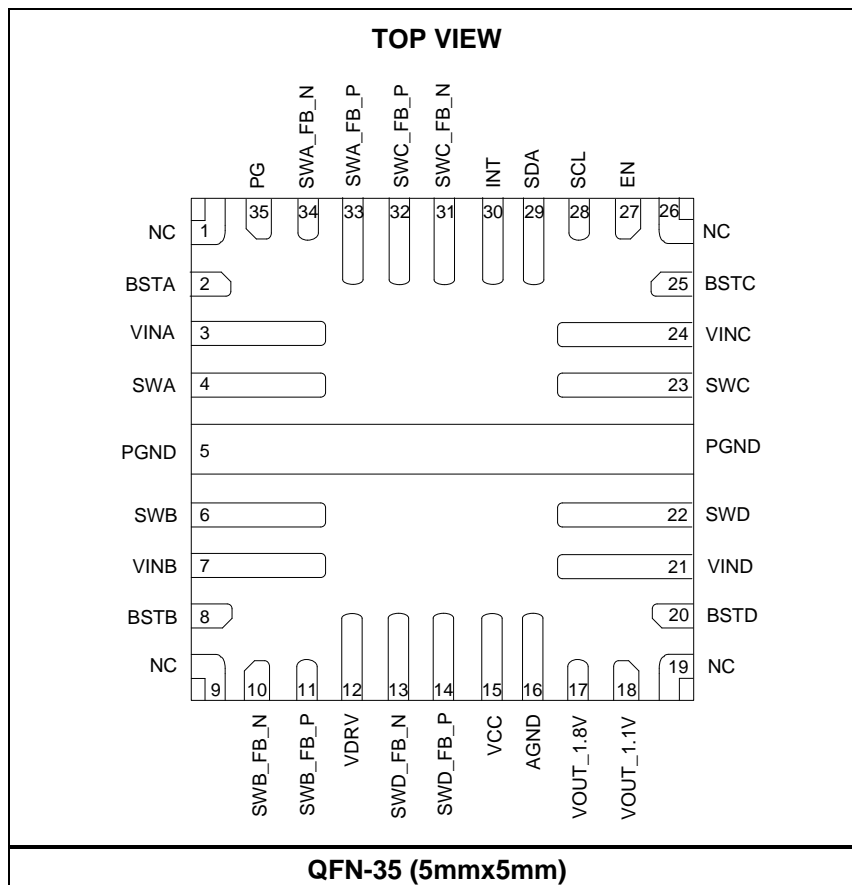 TOP VIEW
PG
SWA_FB_N
SWA_FB_P
SWC_FB_P
SWC_FB_N
INT
SDA
SCL
EN
35 34 33 32 31 30 29 28 27 26
NC 1 NC
BSTA 2 25 BSTC
VINA 3 24 VINC
SWA 4 23 SWC
PGND 5 PGND
SWB 6 22 SWD
VINB 7 21 VIND
BSTB 8 20 BSTD
NC 19 NC
9 10 11 12 13 14 15 16 17 18
SWB_FB_N
SWB_FB_P
VDRV
SWD_FB_N
SWD_FB_P
VCC
AGND
VOUT_1.8V
VOUT_1.1V
QFN-35 (5mmx5mm)